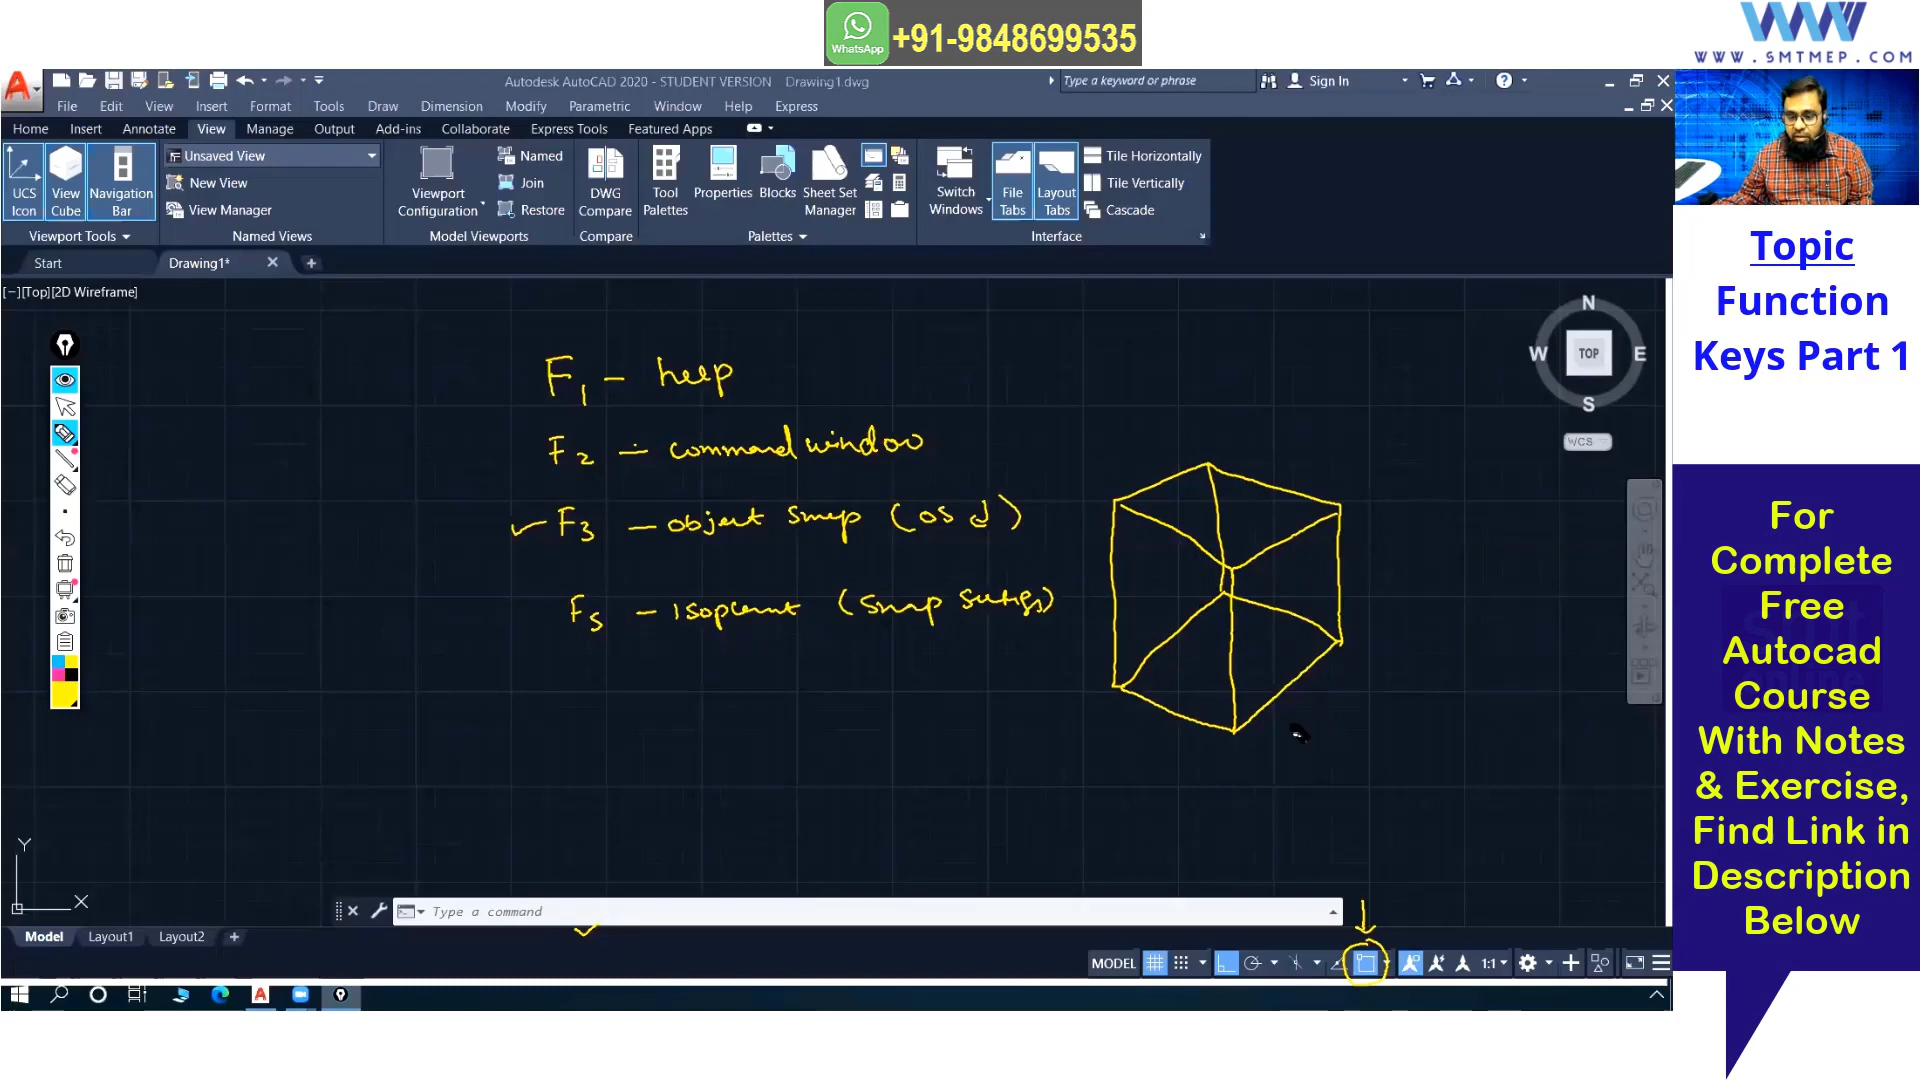 WhatsApp +91-9848699535
WWW.SMTMEP.COM
Autodesk AutoCAD 2020 - STUDENT VERSION Drawing1.dwg
Type a keyword or phrase
Sign In
File Edit View Insert Format Tools Draw Dimension Modify Parametric Window Help Express
Home Insert Annotate View Manage Output Add-ins Collaborate Express Tools Featured Apps
UCS Icon
View Cube
Navigation Bar
Viewport Tools
Unsaved View
New View
View Manager
Named Views
Viewport Configuration
Named
Join
Restore
Model Viewports
DWG Compare
Compare
Tool Palettes
Properties
Blocks
Sheet Set Manager
Palettes
Switch Windows
File Tabs
Layout Tabs
Tile Horizontally
Tile Vertically
Cascade
Interface
Start
Drawing1*
[−][Top][2D Wireframe]
N
W TOP E
S
WCS
F1 - help
F2 - command window
F3 - object snap (os
F5 - isoplant (snap
Y
X
Type a command
Model Layout1 Layout2
MODEL
1:1
Topic
Function
Keys Part 1
For
Complete
Free
Autocad
Course
With Notes
& Exercise,
Find Link in
Description
Below